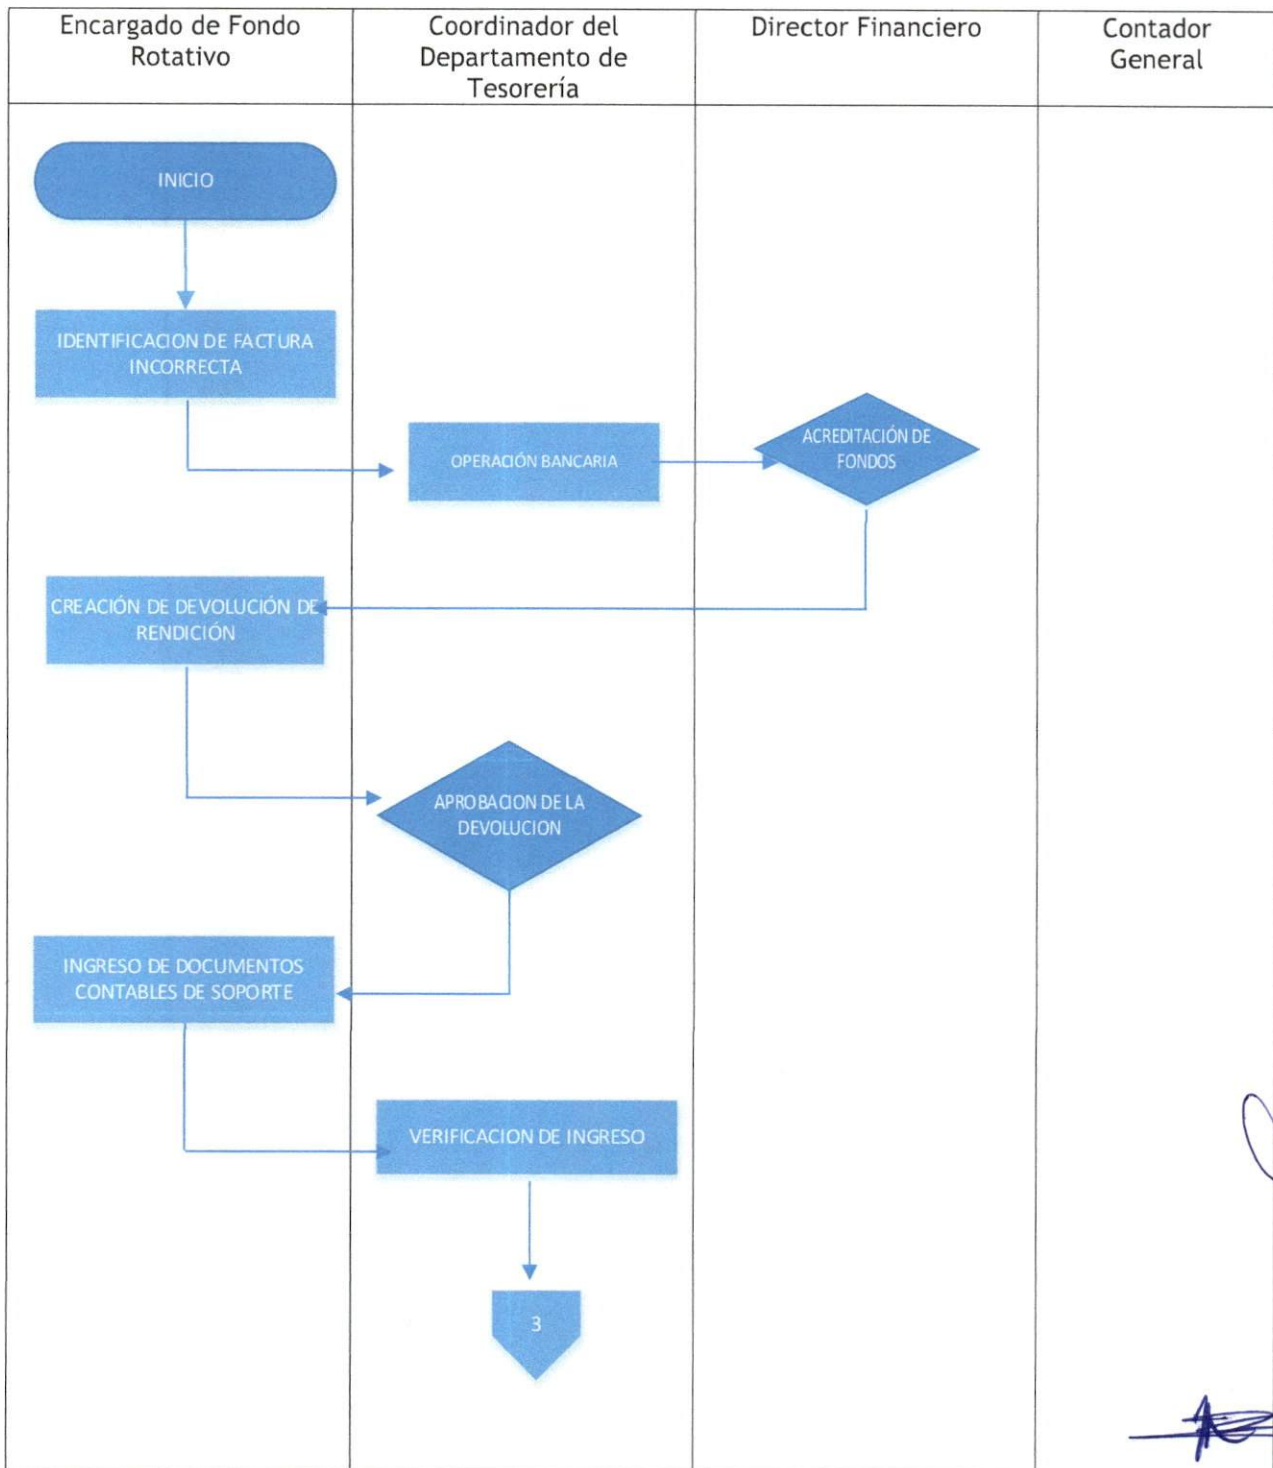 Encargado de Fondo
Rotativo
Coordinador del
Departamento de
Tesorería
Director Financiero
Contador
General
INICIO
IDENTIFICACION DE FACTURA
INCORRECTA
OPERACIÓN BANCARIA
ACREDITACIÓN DE
FONDOS
CREACIÓN DE DEVOLUCIÓN DE
RENDICIÓN
APROBACION DE LA
DEVOLUCION
INGRESO DE DOCUMENTOS
CONTABLES DE SOPORTE
VERIFICACION DE INGRESO
3